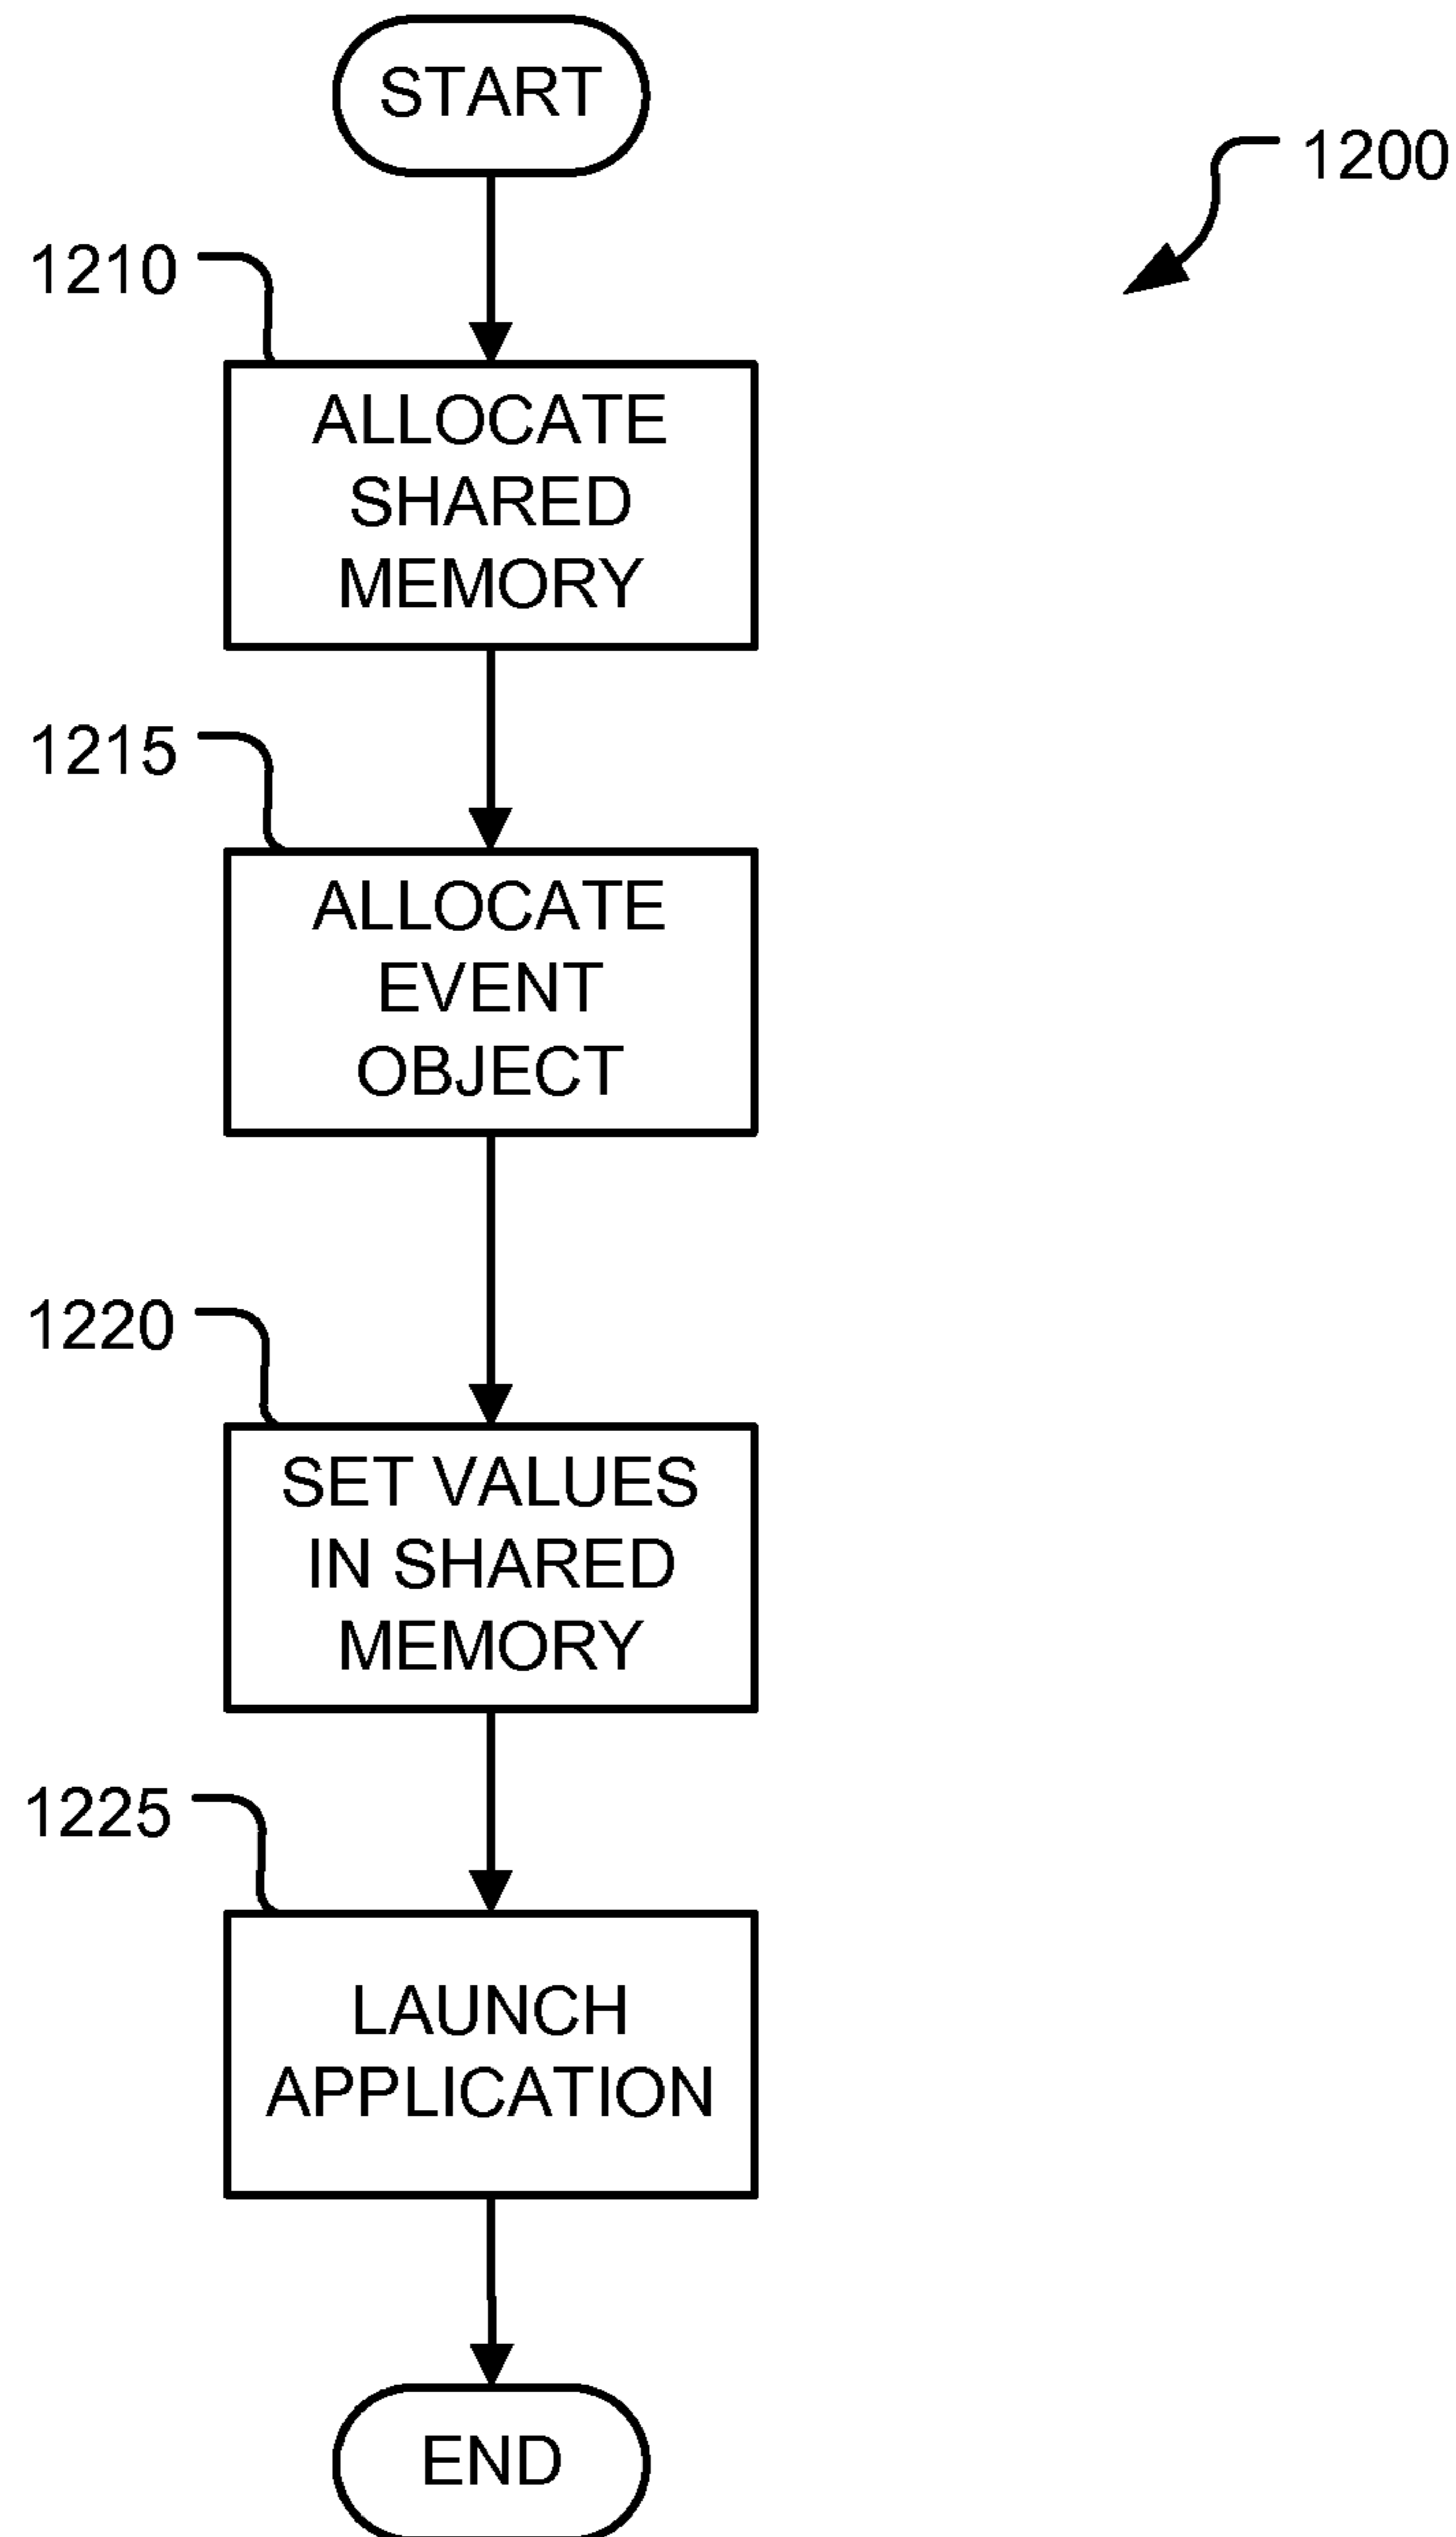 START
1200
1210
ALLOCATE
SHARED
MEMORY
1215
ALLOCATE
EVENT
OBJECT
1220
SET VALUES
IN SHARED
MEMORY
1225
LAUNCH
APPLICATION
END